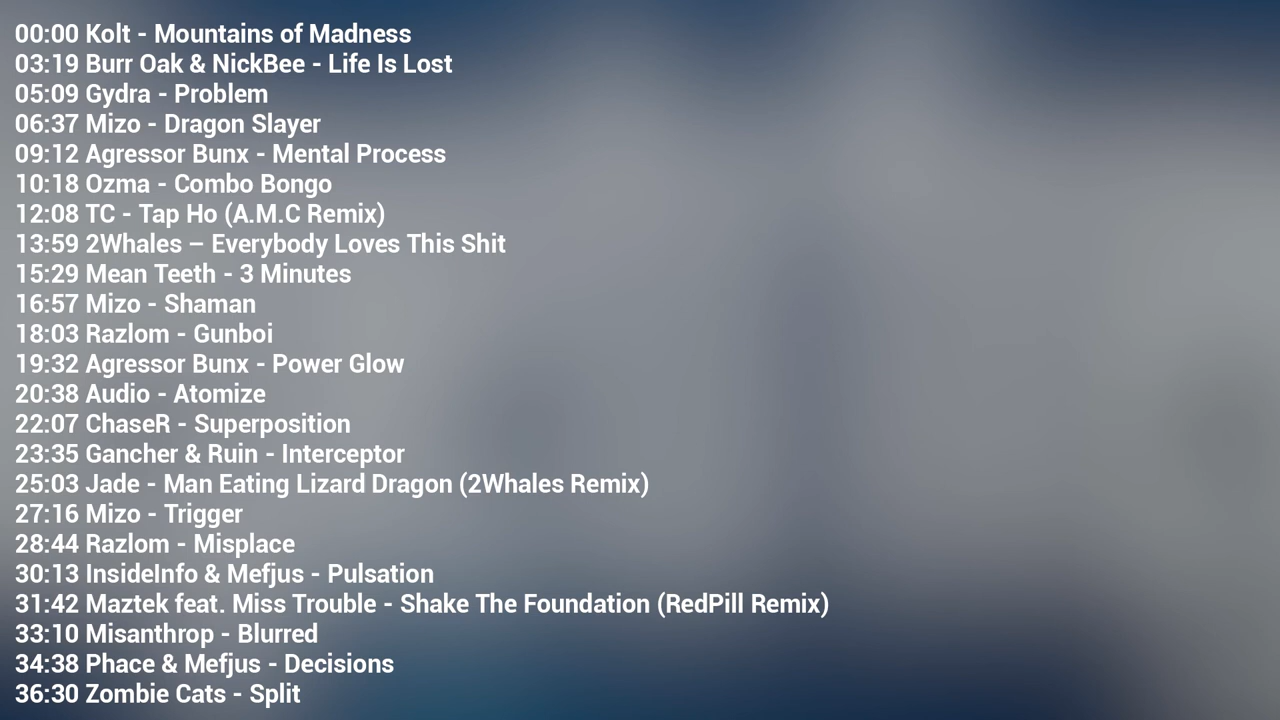 00:00 Kolt - Mountains of Madness
03:19 Burr Oak & NickBee - Life Is Lost
05:09 Gydra - Problem
06:37 Mizo - Dragon Slayer
09:12 Agressor Bunx - Mental Process
10:18 Ozma - Combo Bongo
12:08 TC - Tap Ho (A.M.C Remix)
13:59 2Whales – Everybody Loves This Shit
15:29 Mean Teeth - 3 Minutes
16:57 Mizo - Shaman
18:03 Razlom - Gunboi
19:32 Agressor Bunx - Power Glow
20:38 Audio - Atomize
22:07 ChaseR - Superposition
23:35 Gancher & Ruin - Interceptor
25:03 Jade - Man Eating Lizard Dragon (2Whales Remix)
27:16 Mizo - Trigger
28:44 Razlom - Misplace
30:13 InsideInfo & Mefjus - Pulsation
31:42 Maztek feat. Miss Trouble - Shake The Foundation (RedPill Remix)
33:10 Misanthrop - Blurred
34:38 Phace & Mefjus - Decisions
36:30 Zombie Cats - Split